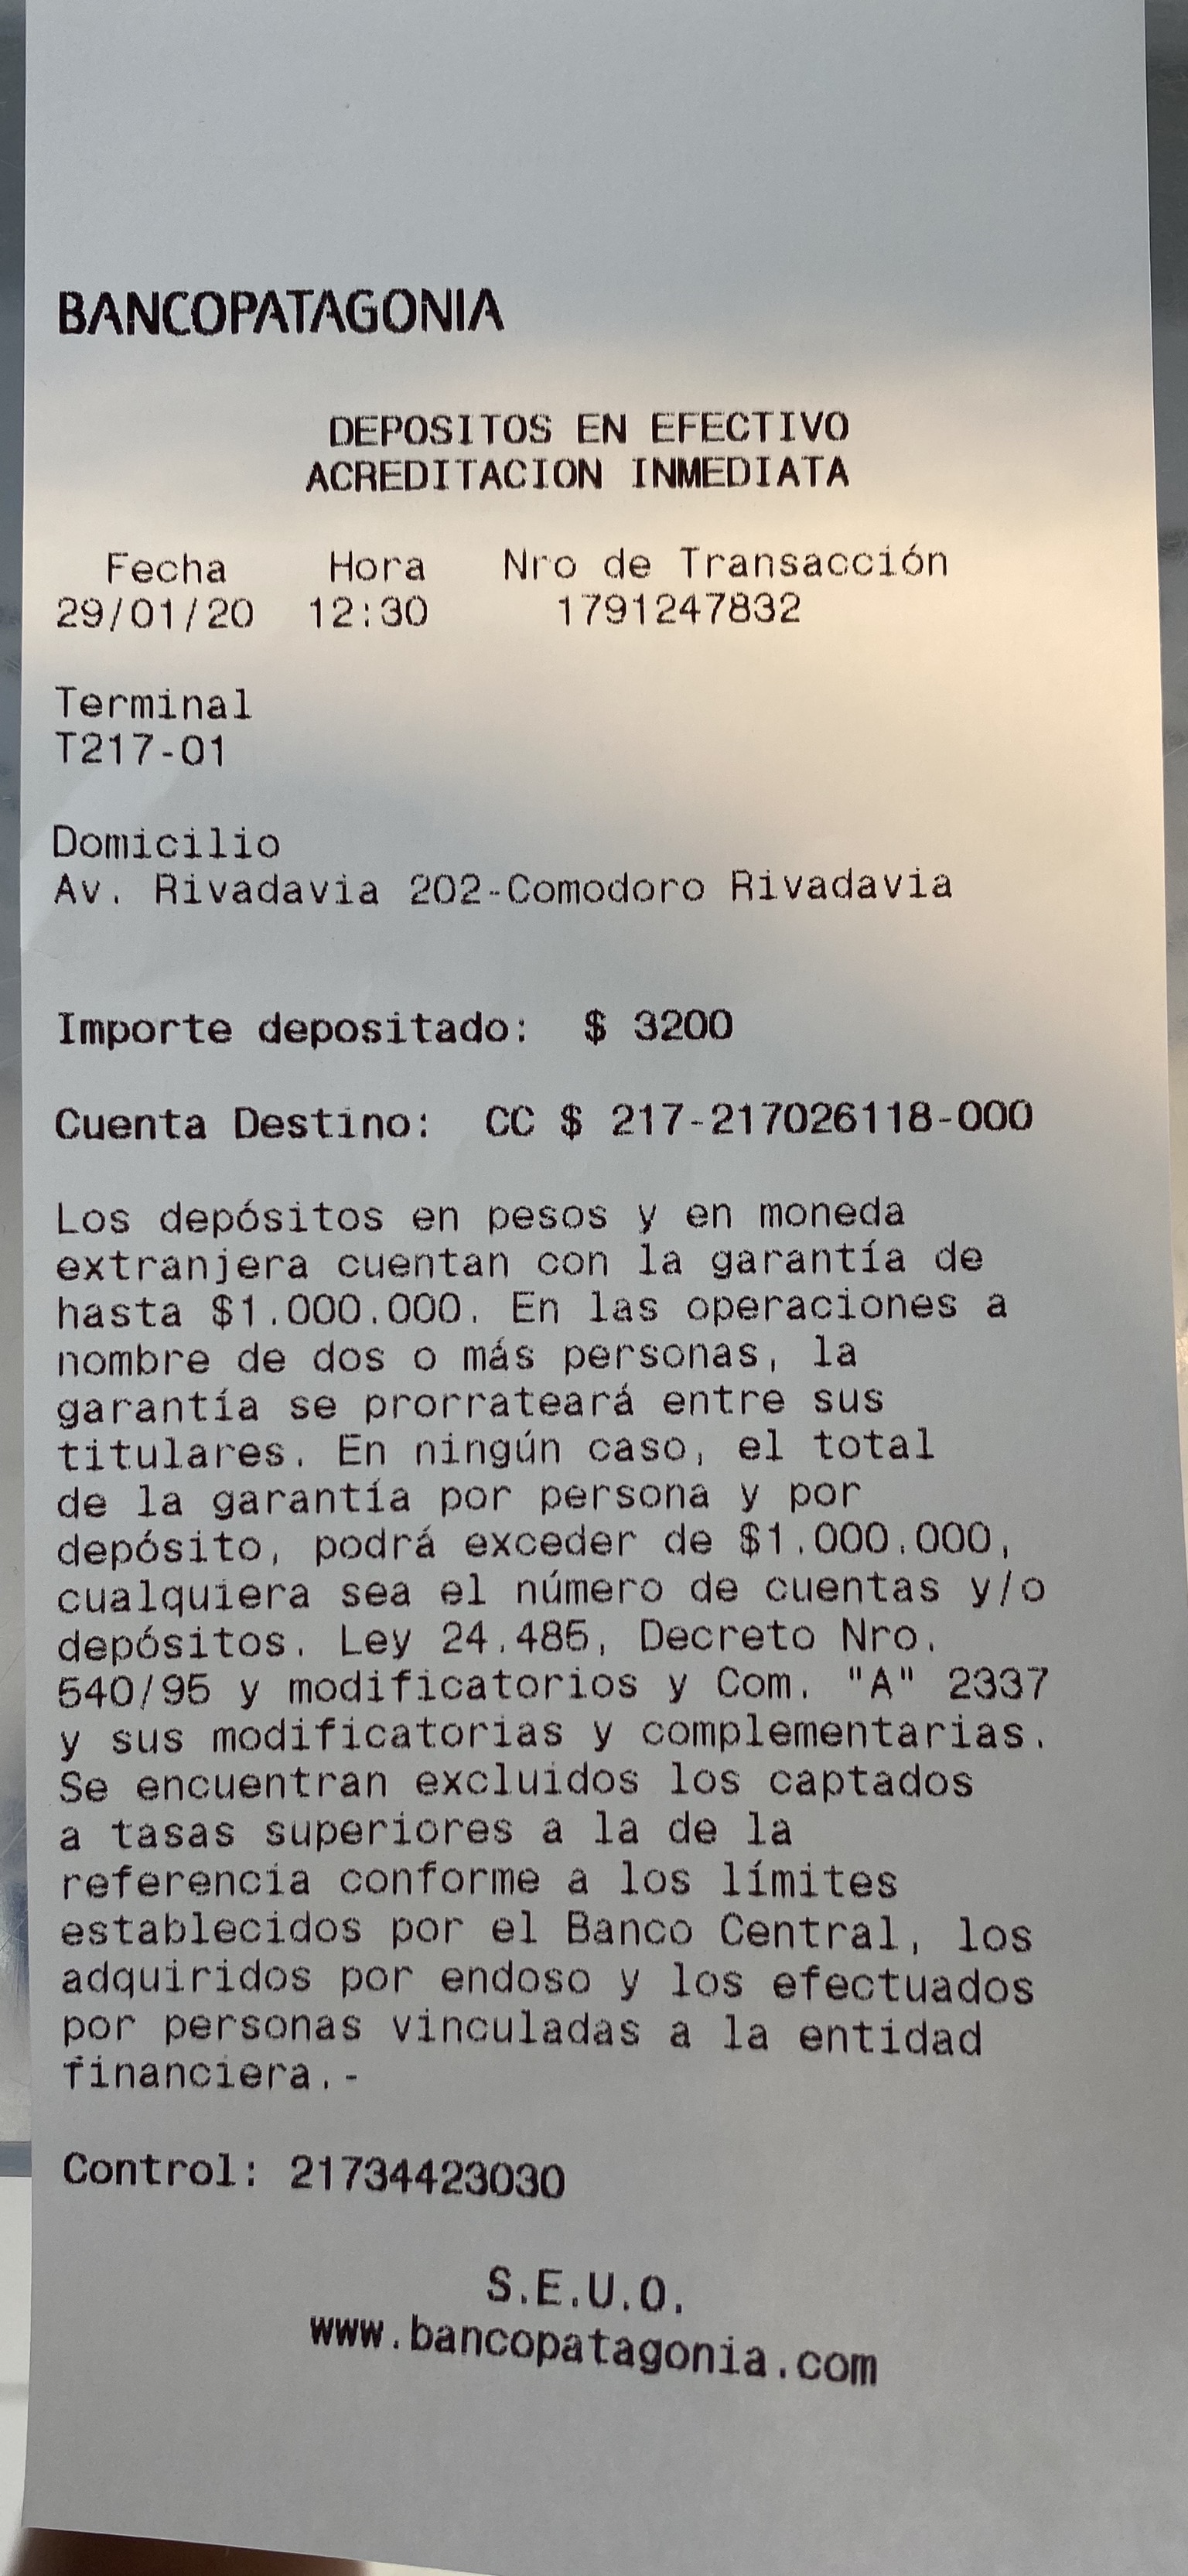 BANCOPATAGONIA
DEPOSITOS EN EFECTIVO
ACREDITACION INMEDIATA
Fecha Hora Nro de Transacción
29/01/20 12:30 1791247832
Terminal
T217-01
Domicilio
Av. Rivadavia 202-Comodoro Rivadavia
Importe depositado: $ 3200
Cuenta Destino: CC $ 217-217026118-000
Los depósitos en pesos y en moneda
extranjera cuentan con la garantía de
hasta $1.000.000. En las operaciones a
nombre de dos o más personas, la
garantía se prorrateará entre sus
titulares. En ningún caso, el total
de la garantía por persona y por
depósito, podrá exceder de $1.000.000,
cualquiera sea el número de cuentas y/o
depósitos. Ley 24.485, Decreto Nro.
540/95 y modificatorios y Com. "A" 2337
y sus modificatorias y complementarias.
Se encuentran excluidos los captados
a tasas superiores a la de la
referencia conforme a los límites
establecidos por el Banco Central, los
adquiridos por endoso y los efectuados
por personas vinculadas a la entidad
financiera.-
Control: 21734423030
S.E.U.O.
www.bancopatagonia.com